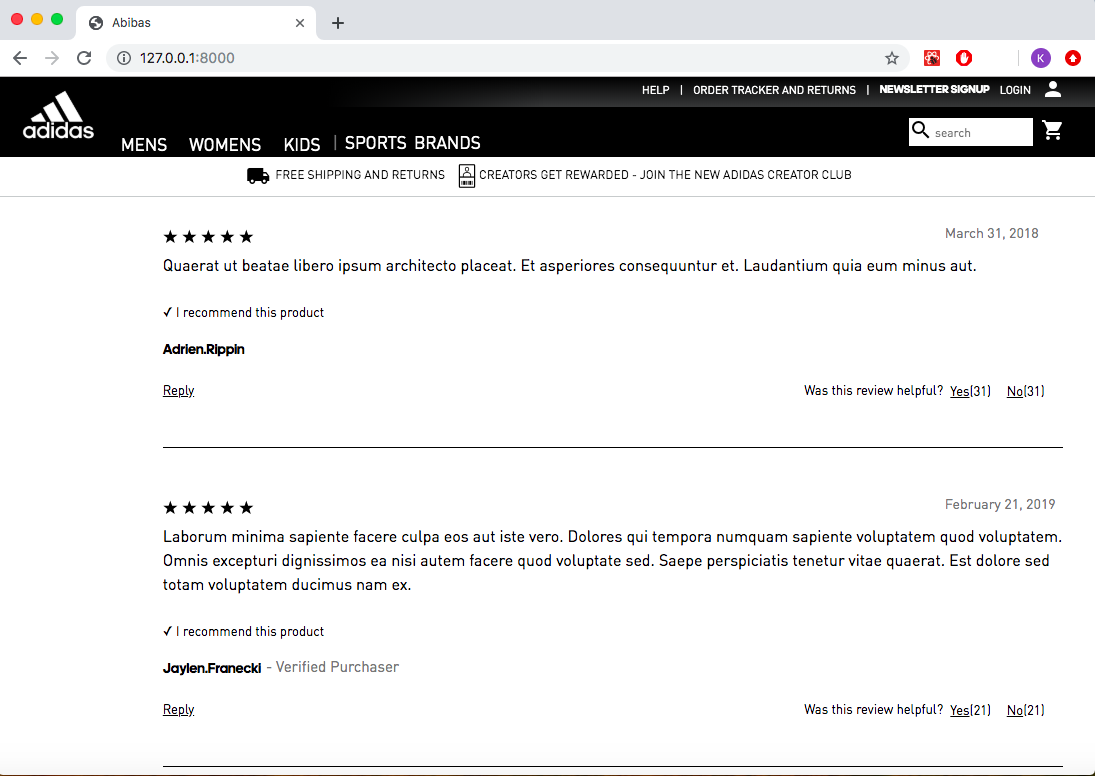 Abibas
127.0.0.1:8000
K
HELP | ORDER TRACKER AND RETURNS | NEWSLETTER SIGNUP LOGIN
adidas
MENS WOMENS KIDS | SPORTS BRANDS
search
FREE SHIPPING AND RETURNS CREATORS GET REWARDED - JOIN THE NEW ADIDAS CREATOR CLUB
★★★★★ March 31, 2018
Quaerat ut beatae libero ipsum architecto placeat. Et asperiores consequuntur et. Laudantium quia eum minus aut.
✓ I recommend this product
Adrien.Rippin
Reply Was this review helpful? Yes(31) No(31)
★★★★★ February 21, 2019
Laborum minima sapiente facere culpa eos aut iste vero. Dolores qui tempora numquam sapiente voluptatem quod voluptatem.
Omnis excepturi dignissimos ea nisi autem facere quod voluptate sed. Saepe perspiciatis tenetur vitae quaerat. Est dolore sed
totam voluptatem ducimus nam ex.
✓ I recommend this product
Jaylen.Franecki - Verified Purchaser
Reply Was this review helpful? Yes(21) No(21)